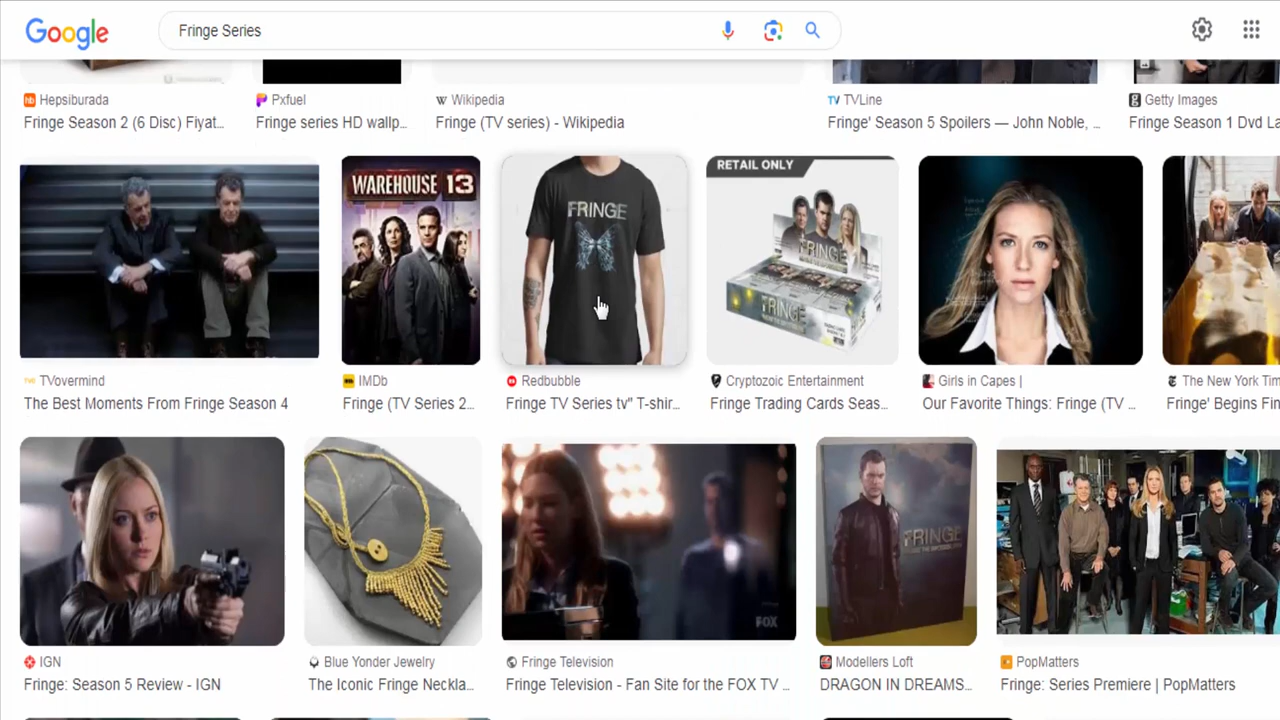 Google
Fringe Series
Hepsiburada
Pxfuel
Wikipedia
TVLine
Getty Images
Fringe Season 2 (6 Disc) Fiyat...
Fringe series HD wallp...
Fringe (TV series) - Wikipedia
Fringe' Season 5 Spoilers — John Noble, ...
Fringe Season 1 Dvd La
WAREHOUSE 13
FRINGE
RETAIL ONLY
FRINGE
FRINGE
TVovermind
IMDb
Redbubble
Cryptozoic Entertainment
Girls in Capes |
The New York Tim
The Best Moments From Fringe Season 4
Fringe (TV Series 2...
Fringe TV Series tv" T-shir...
Fringe Trading Cards Seas...
Our Favorite Things: Fringe (TV ...
Fringe' Begins Fin
FOX
FRINGE
IGN
Blue Yonder Jewelry
Fringe Television
Modellers Loft
PopMatters
Fringe: Season 5 Review - IGN
The Iconic Fringe Neckla...
Fringe Television - Fan Site for the FOX TV ...
DRAGON IN DREAMS...
Fringe: Series Premiere | PopMatters